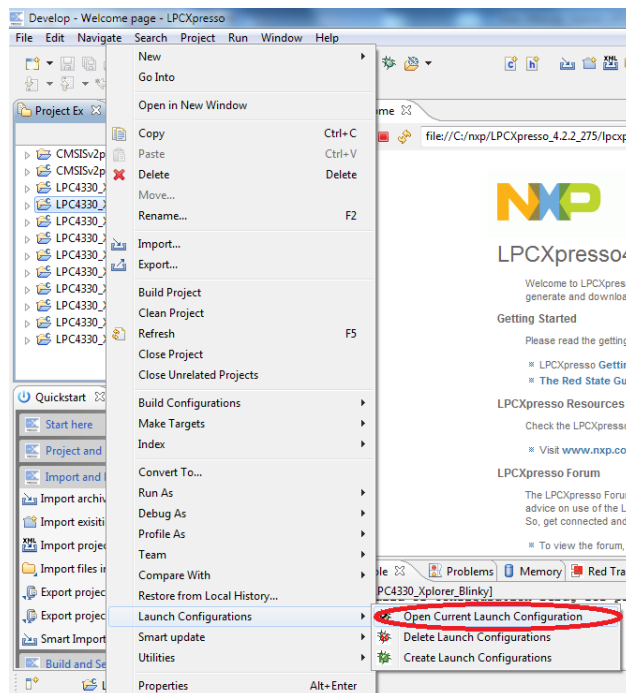 Develop - Welcome page - LPCXpresso
File Edit Navigate Search Project Run Window Help
New
Go Into
Open in New Window
Copy Ctrl+C
Paste Ctrl+V
Delete Delete
Move...
Rename... F2
Import...
Export...
Build Project
Clean Project
Refresh F5
Close Project
Close Unrelated Projects
Build Configurations
Make Targets
Index
Convert To...
Run As
Debug As
Profile As
Team
Compare With
Restore from Local History...
Launch Configurations
Smart update
Utilities
Properties Alt+Enter
Open Current Launch Configuration
Delete Launch Configurations
Create Launch Configurations
Project Ex
CMSISv2p
CMSISv2p
LPC4330_X
LPC4330_X
LPC4330_X
LPC4330_X
LPC4330_X
LPC4330_X
LPC4330_X
LPC4330_X
LPC4330_X
LPC4330_X
Quickstart
Start here
Project and
Import and
Import archiv
Import exisiti
Import projec
Import files i
Export projec
Export projec
Smart Import
Build and Se
ome
file://C:/nxp/LPCXpresso_4.2.2_275/lpcxp
NXP
LPCXpresso4
Welcome to LPCXpres
generate and downloa
Getting Started
Please read the getting
LPCXpresso Gettin
The Red State Gu
LPCXpresso Resources
Check the LPCXpress
Visit www.nxp.co
LPCXpresso Forum
The LPCXpresso Foru
advice on use of the L
So, get connected and
To view the forum,
ole Problems Memory Red Tra
PC4330_Xplorer_Blinky]